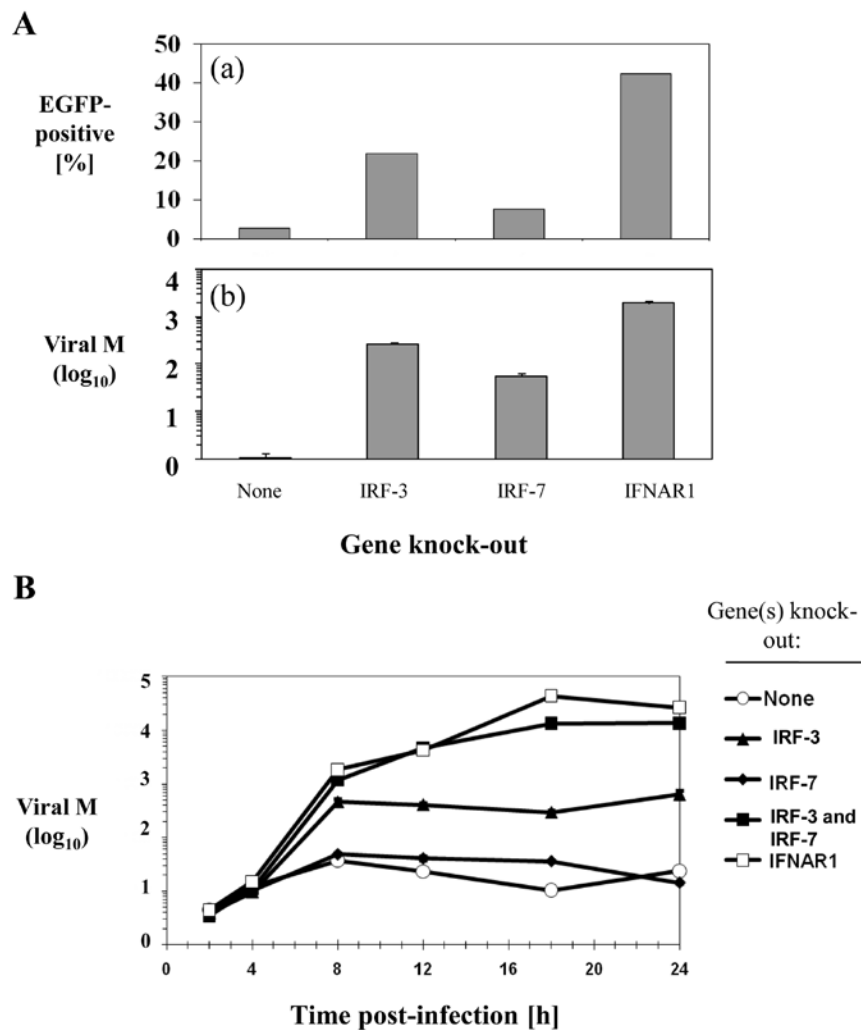 A
(a)
EGFP-
positive
[%]
50
40
30
20
10
0
(b)
Viral M
(log₁₀)
4
3
2
1
0
None IRF-3 IRF-7 IFNAR1
Gene knock-out
B
Gene(s) knock-
out:
None
IRF-3
IRF-7
IRF-3 and
IRF-7
IFNAR1
Viral M
(log₁₀)
5
4
3
2
1
0
0 4 8 12 16 20 24
Time post-infection [h]